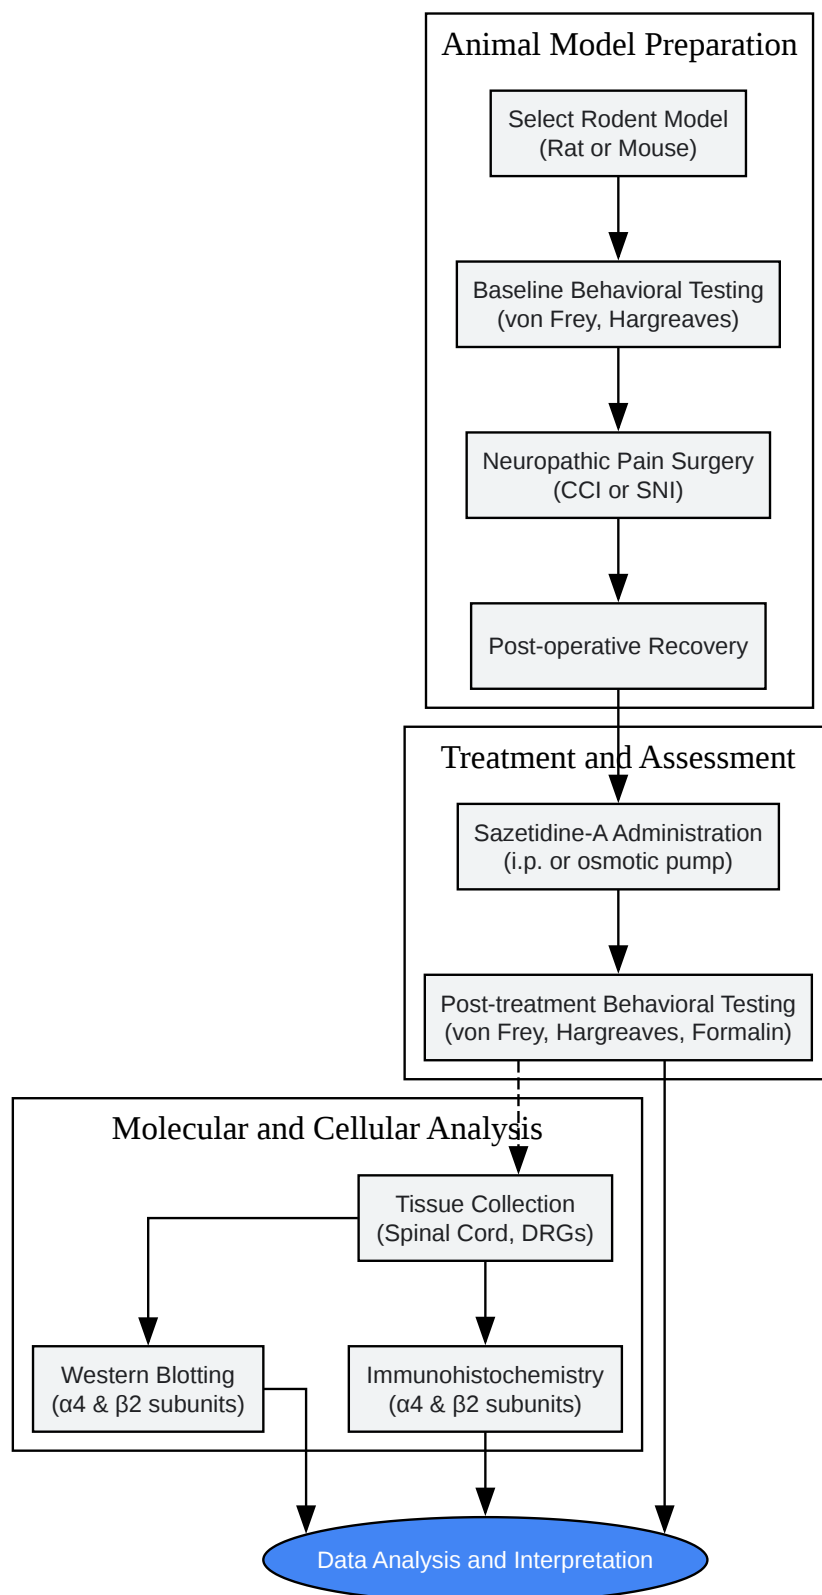 Animal Model Preparation
Select Rodent Model
(Rat or Mouse)
Baseline Behavioral Testing
(von Frey, Hargreaves)
Neuropathic Pain Surgery
(CCI or SNI)
Post-operative Recovery
Treatment and Assessment
Sazetidine-A Administration
(i.p. or osmotic pump)
Post-treatment Behavioral Testing
(von Frey, Hargreaves, Formalin)
Molecular and Cellular Analysis
Tissue Collection
(Spinal Cord, DRGs)
Western Blotting
(α4 & β2 subunits)
Immunohistochemistry
(α4 & β2 subunits)
Data Analysis and Interpretation